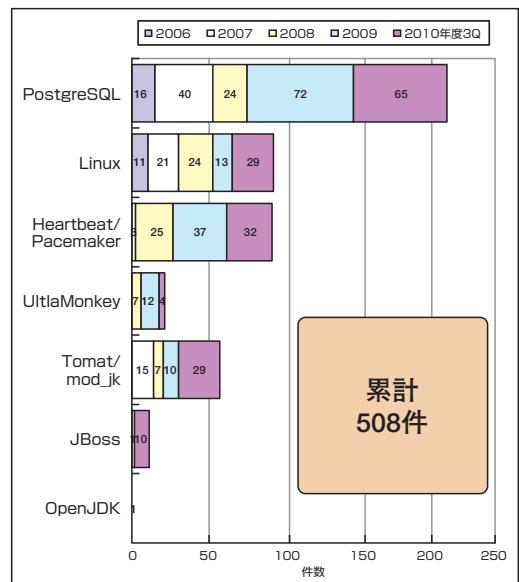 2006 2007 2008 2009 2010年度3Q
PostgreSQL
16 40 24 72 65
Linux
11 21 24 13 29
Heartbeat/
Pacemaker
3 25 37 32
UltlaMonkey
7 12 4
Tomat/
mod_jk
15 7 10 29
JBoss
1 10
OpenJDK
1
累計
508件
0 50 100 150 200 250
件数